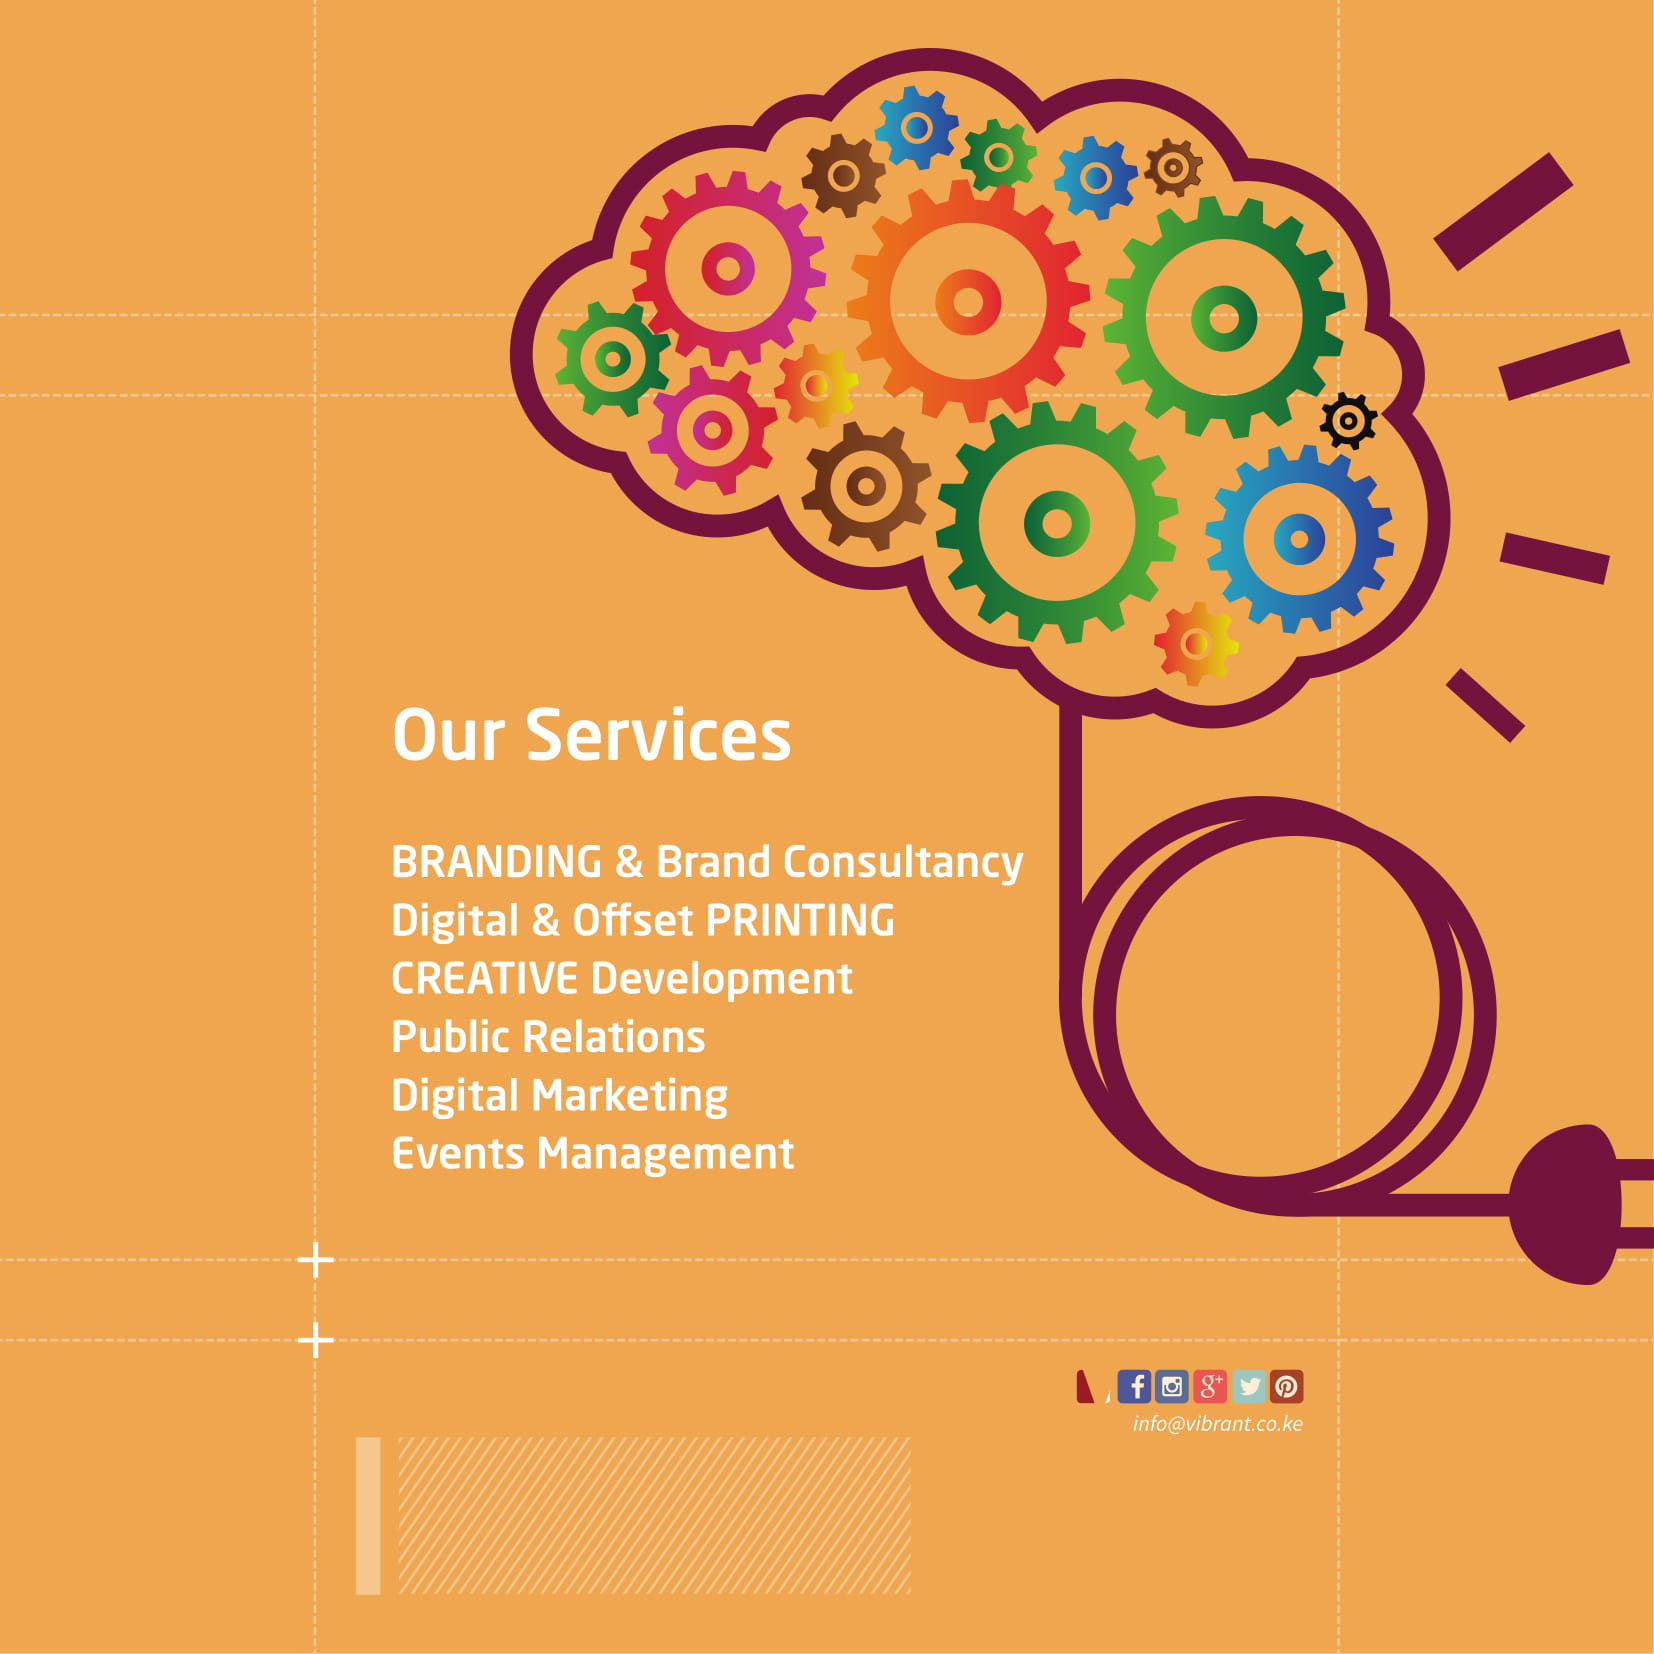 Our Services
BRANDING & Brand Consultancy
Digital & Offset PRINTING
CREATIVE Development
Public Relations
Digital Marketing
Events Management
info@vibrant.co.ke